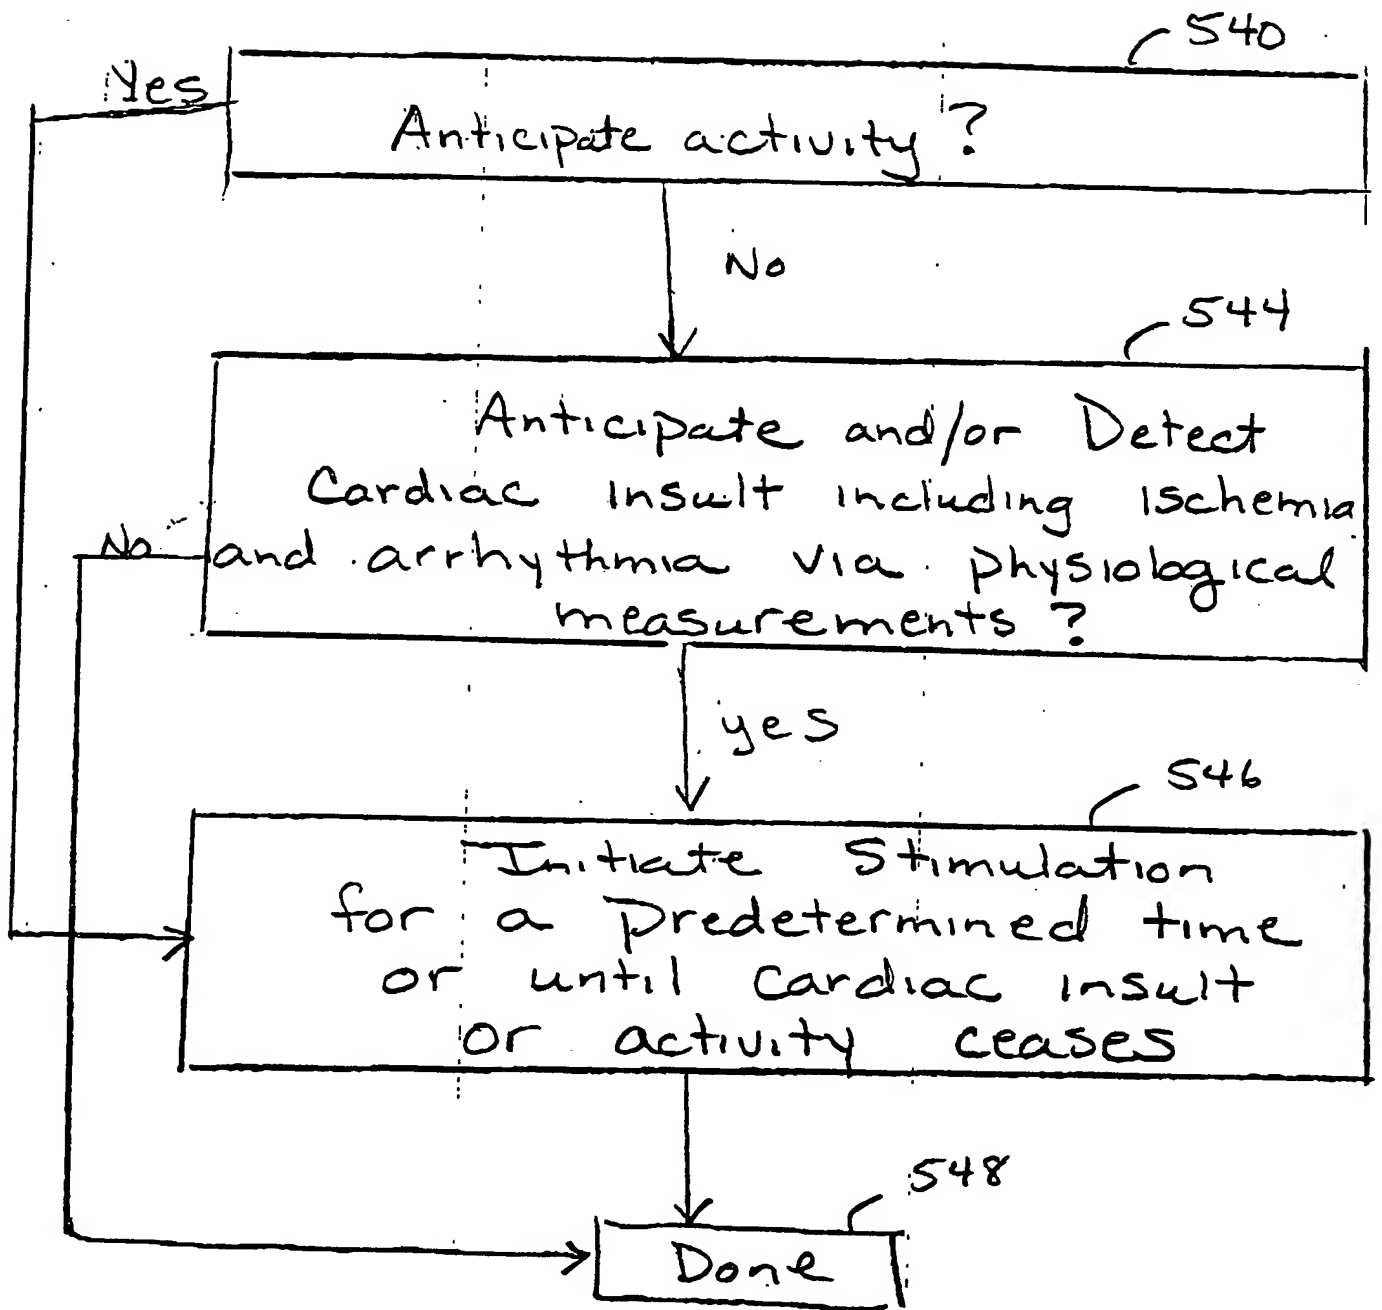 540
Yes
Anticipate activity?
No
544
Anticipate and/or Detect
Cardiac insult including ischemia
No
and arrhythmia via physiological
measurements?
yes
546
Initiate Stimulation
for a predetermined time
or until cardiac insult
or activity ceases
548
Done